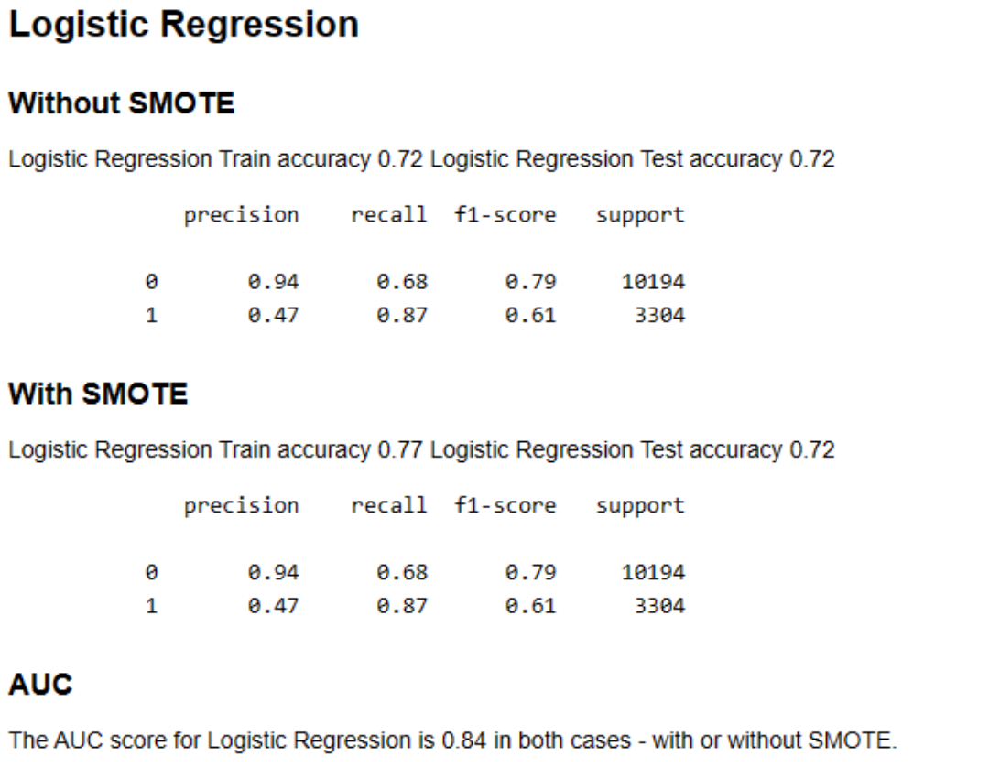 Logistic Regression
Without SMOTE
Logistic Regression Train accuracy 0.72 Logistic Regression Test accuracy 0.72
precision recall f1-score support
0 0.94 0.68 0.79 10194
1 0.47 0.87 0.61 3304
With SMOTE
Logistic Regression Train accuracy 0.77 Logistic Regression Test accuracy 0.72
precision recall f1-score support
0 0.94 0.68 0.79 10194
1 0.47 0.87 0.61 3304
AUC
The AUC score for Logistic Regression is 0.84 in both cases - with or without SMOTE.